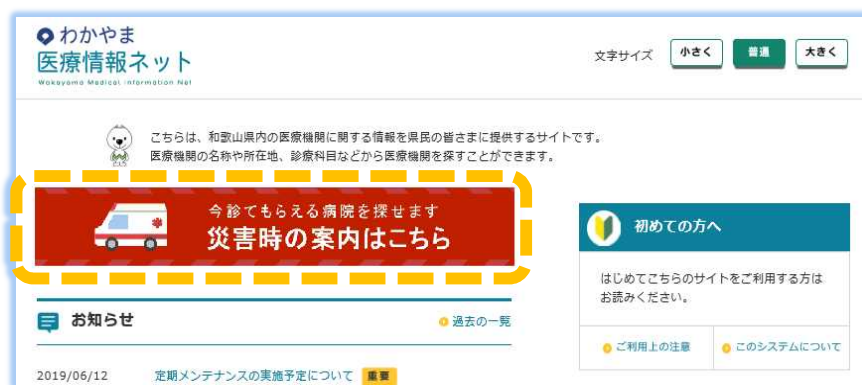 わかやま
医療情報ネット
Wakayama Medical Information Net
文字サイズ 小さく 普通 大きく
こちらは、和歌山県内の医療機関に関する情報を県民の皆さまに提供するサイトです。
医療機関の名称や所在地、診療科目などから医療機関を探すことができます。
今診てもらえる病院を探せます
災害時の案内はこちら
お知らせ
過去の一覧
2019/06/12 定期メンテナンスの実施予定について 重要
初めての方へ
はじめてこちらのサイトをご利用する方は
お読みください。
ご利用上の注意 このシステムについて